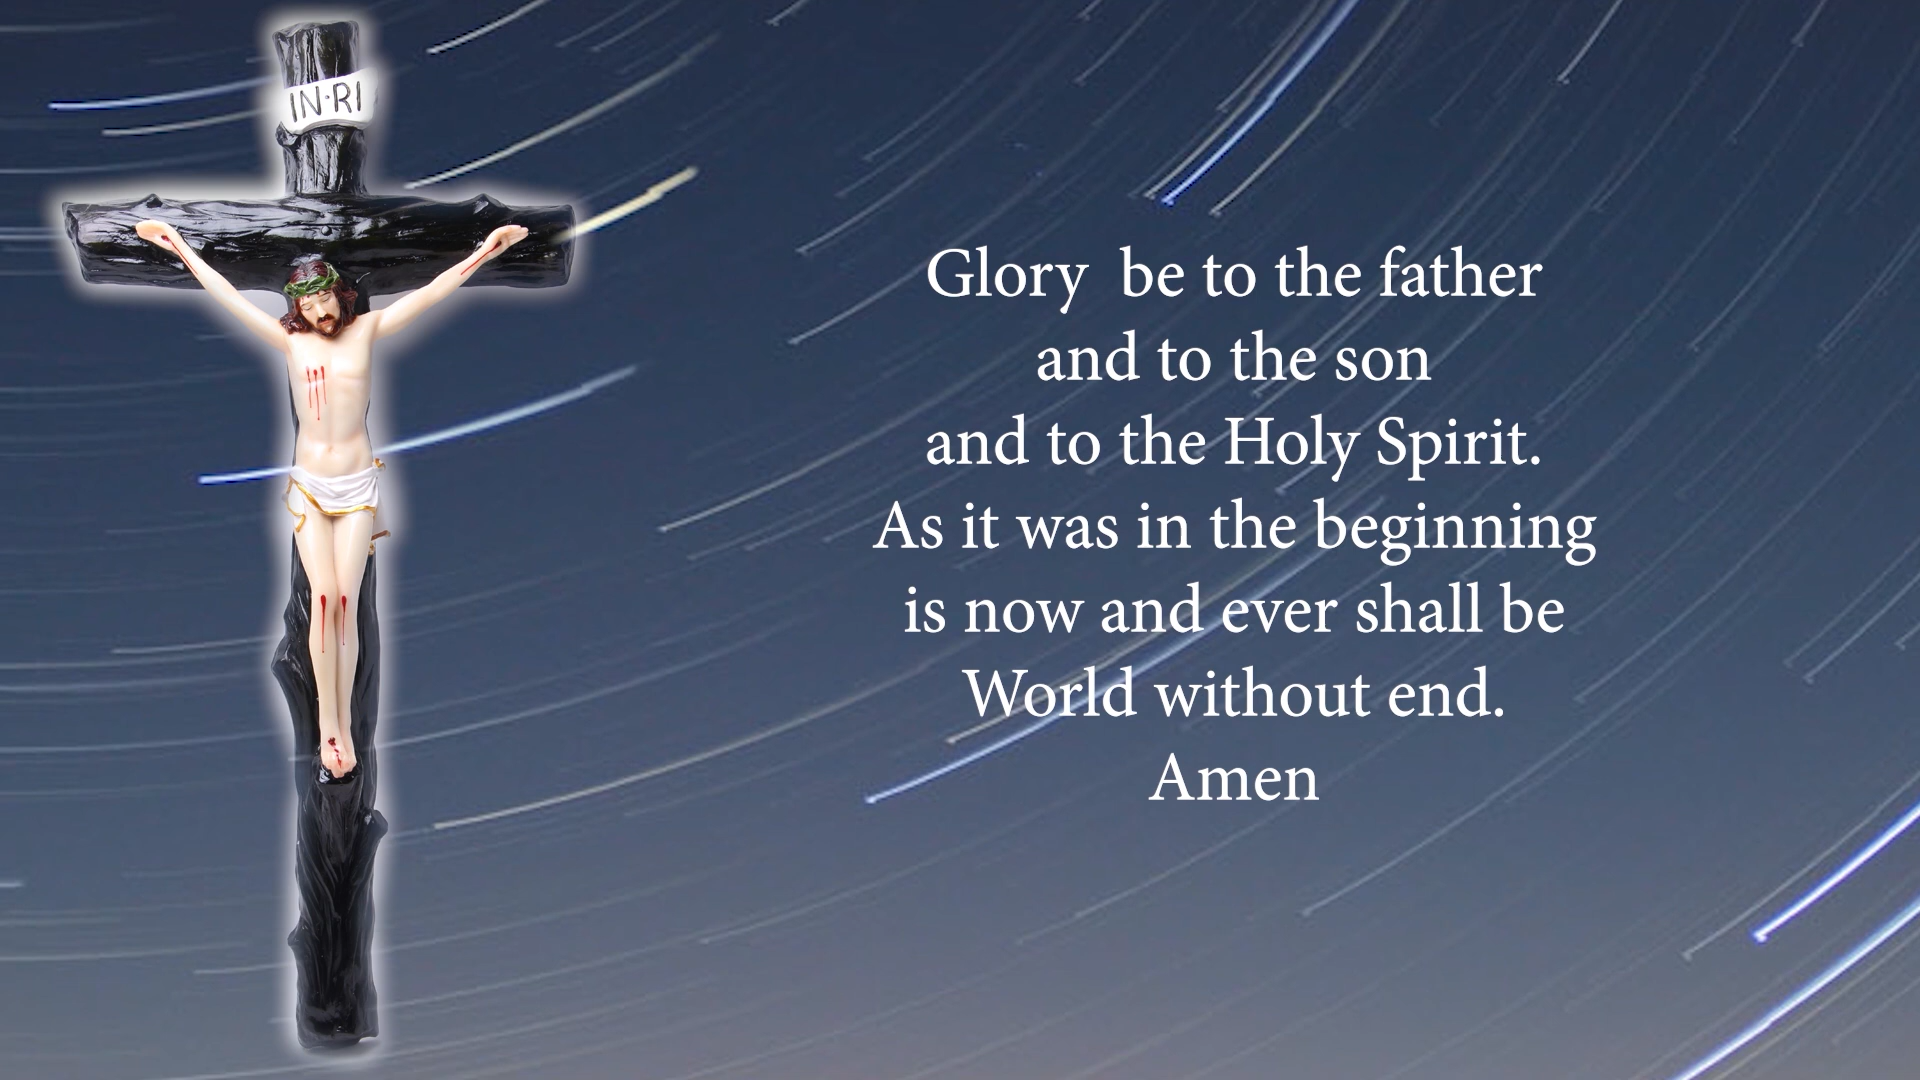 IN·RI
Glory  be to the father
and to the son
and to the Holy Spirit.
As it was in the beginning
is now and ever shall be
World without end.
Amen